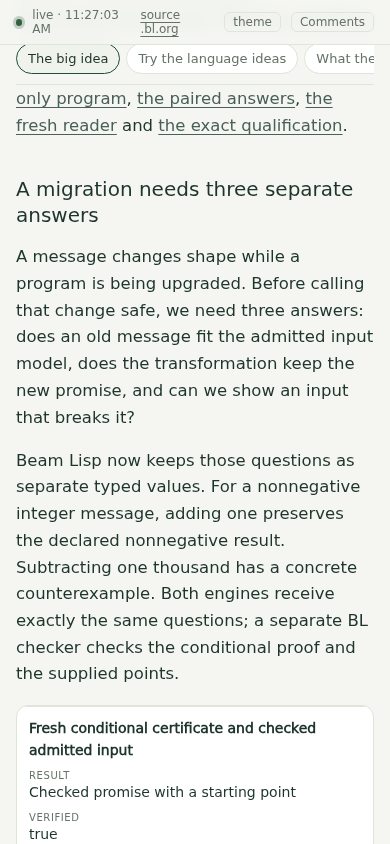 live · 11:27:03 AM
source.bl.org
theme
Comments
The big idea
Try the language ideas
What the
only program, the paired answers, the
fresh reader and the exact qualification.
A migration needs three separate
answers
A message changes shape while a
program is being upgraded. Before calling
that change safe, we need three answers:
does an old message fit the admitted input
model, does the transformation keep the
new promise, and can we show an input
that breaks it?
Beam Lisp now keeps those questions as
separate typed values. For a nonnegative
integer message, adding one preserves
the declared nonnegative result.
Subtracting one thousand has a concrete
counterexample. Both engines receive
exactly the same questions; a separate BL
checker checks the conditional proof and
the supplied points.
Fresh conditional certificate and checked
admitted input
RESULT
Checked promise with a starting point
VERIFIED
true